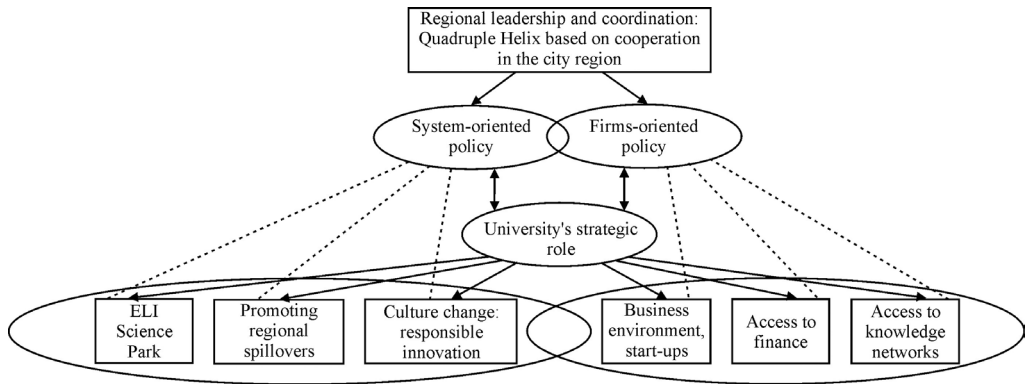 Regional leadership and coordination:
Quadruple Helix based on cooperation
in the city region
System-oriented
policy
Firms-oriented
policy
University's strategic
role
ELI
Science
Park
Promoting
regional
spillovers
Culture change:
responsible
innovation
Business
environment,
start-ups
Access to
finance
Access to
knowledge
networks